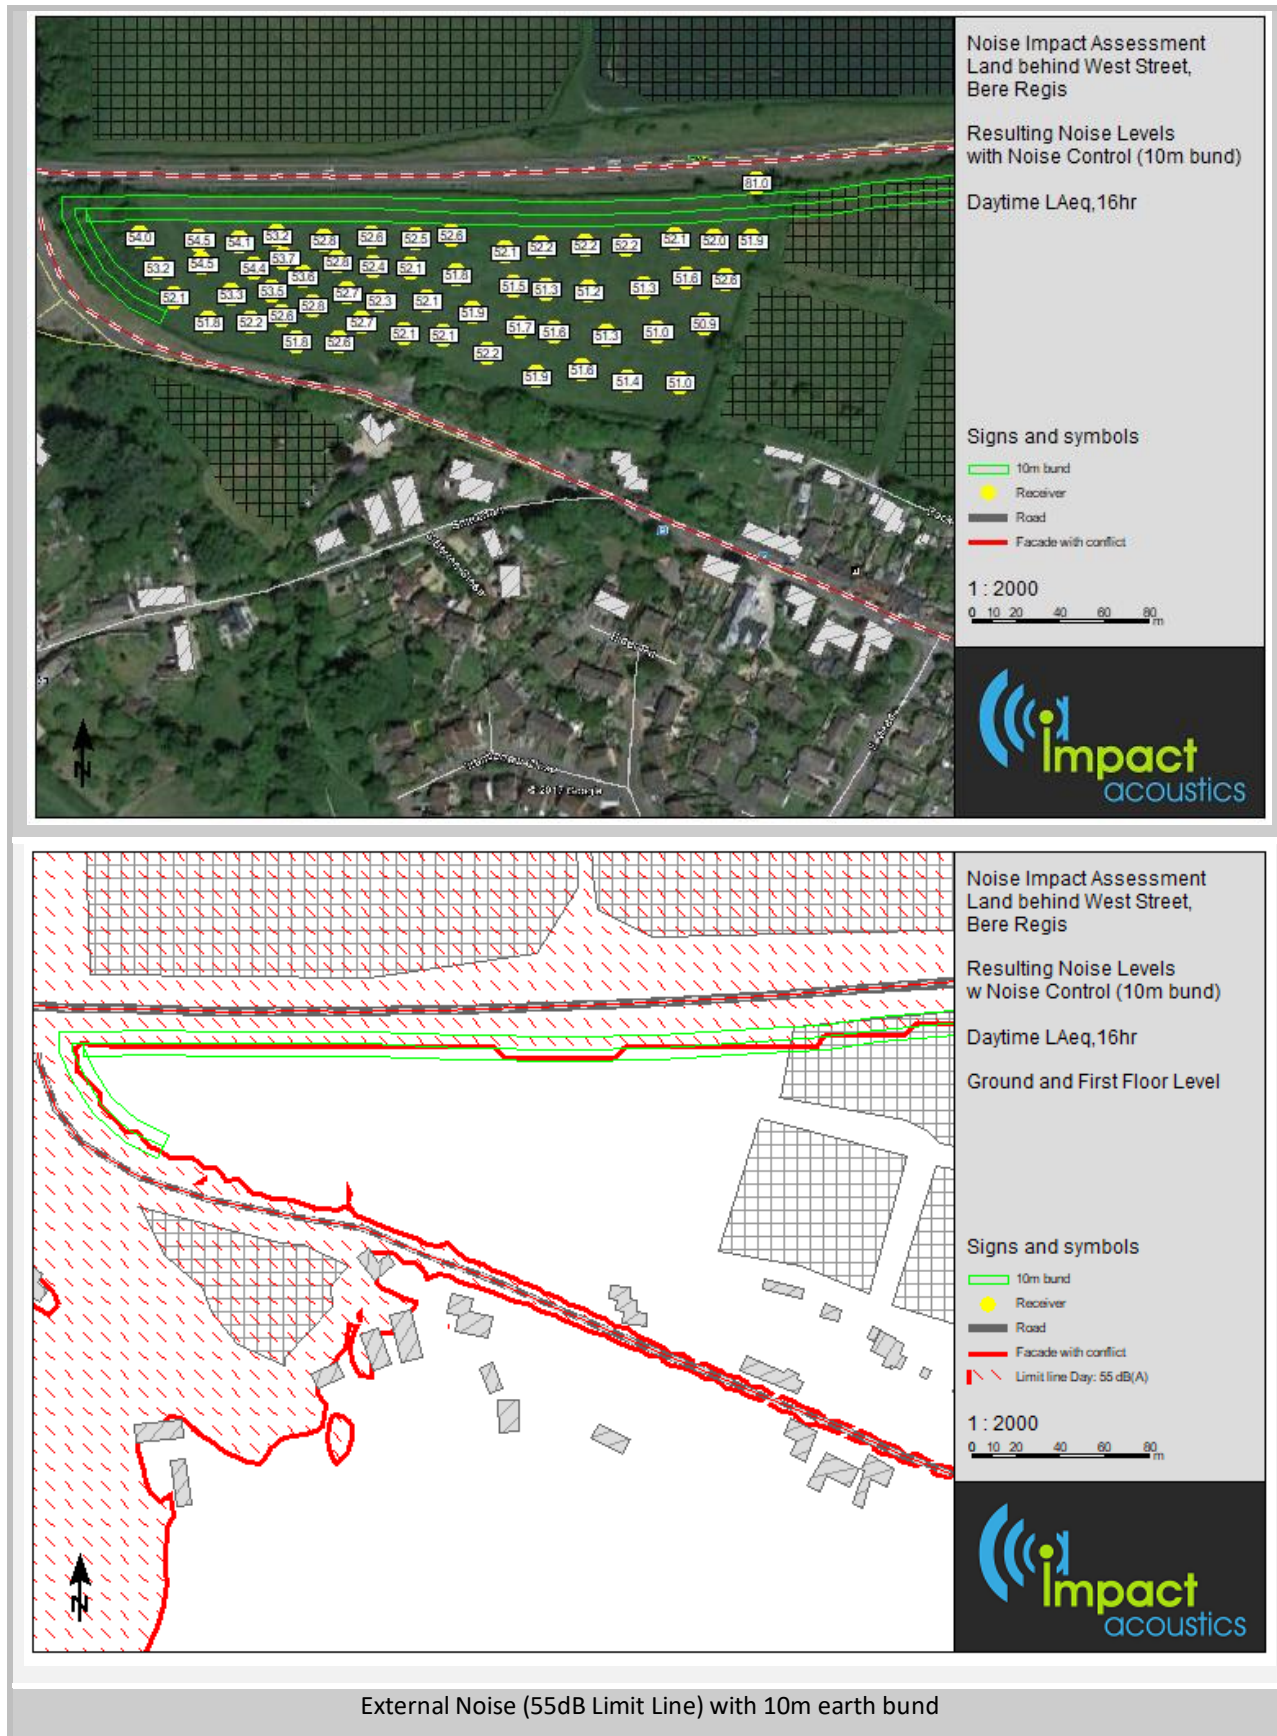 Noise Impact Assessment
Land behind West Street,
Bere Regis
Resulting Noise Levels
with Noise Control (10m bund)
Daytime LAeq,16hr
81.0
54.0
54.5
54.1
53.2
52.8
52.6
52.5
52.6
52.1
52.2
52.2
52.2
52.1
52.0
51.9
53.2
54.5
54.4
53.7
53.6
52.8
52.4
52.1
51.8
51.5
51.3
51.2
51.3
51.6
52.6
52.1
53.3
53.5
52.8
52.7
52.3
52.1
51.9
51.8
52.2
52.6
52.7
52.1
52.1
51.7
51.6
51.3
51.0
50.9
51.8
52.6
52.2
51.9
51.6
51.4
51.0
© 2017 Google
N
Signs and symbols
10m bund
Receiver
Road
Facade with conflict
1 : 2000
0 10 20 40 60 80
m
impact
acoustics
Noise Impact Assessment
Land behind West Street,
Bere Regis
Resulting Noise Levels
w Noise Control (10m bund)
Daytime LAeq,16hr
Ground and First Floor Level
N
Signs and symbols
10m bund
Receiver
Road
Facade with conflict
Limit line Day: 55 dB(A)
1 : 2000
0 10 20 40 60 80
m
impact
acoustics
External Noise (55dB Limit Line) with 10m earth bund